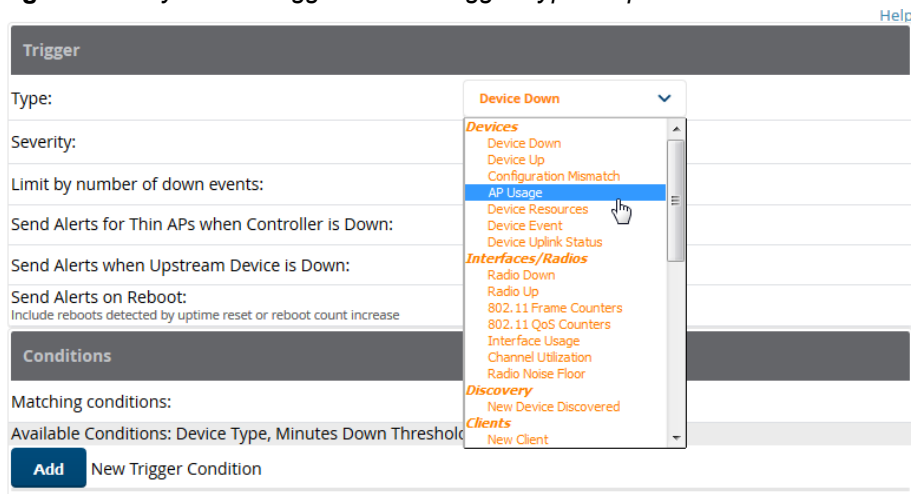 Help
Trigger
Type:
Device Down
Severity:
Limit by number of down events:
Send Alerts for Thin APs when Controller is Down:
Send Alerts when Upstream Device is Down:
Send Alerts on Reboot:
Include reboots detected by uptime reset or reboot count increase
Devices
Device Down
Device Up
Configuration Mismatch
AP Usage
Device Resources
Device Event
Device Uplink Status
Interfaces/Radios
Radio Down
Radio Up
802.11 Frame Counters
802.11 QoS Counters
Interface Usage
Channel Utilization
Radio Noise Floor
Discovery
New Device Discovered
Clients
New Client
Conditions
Matching conditions:
Available Conditions: Device Type, Minutes Down Threshold
Add New Trigger Condition